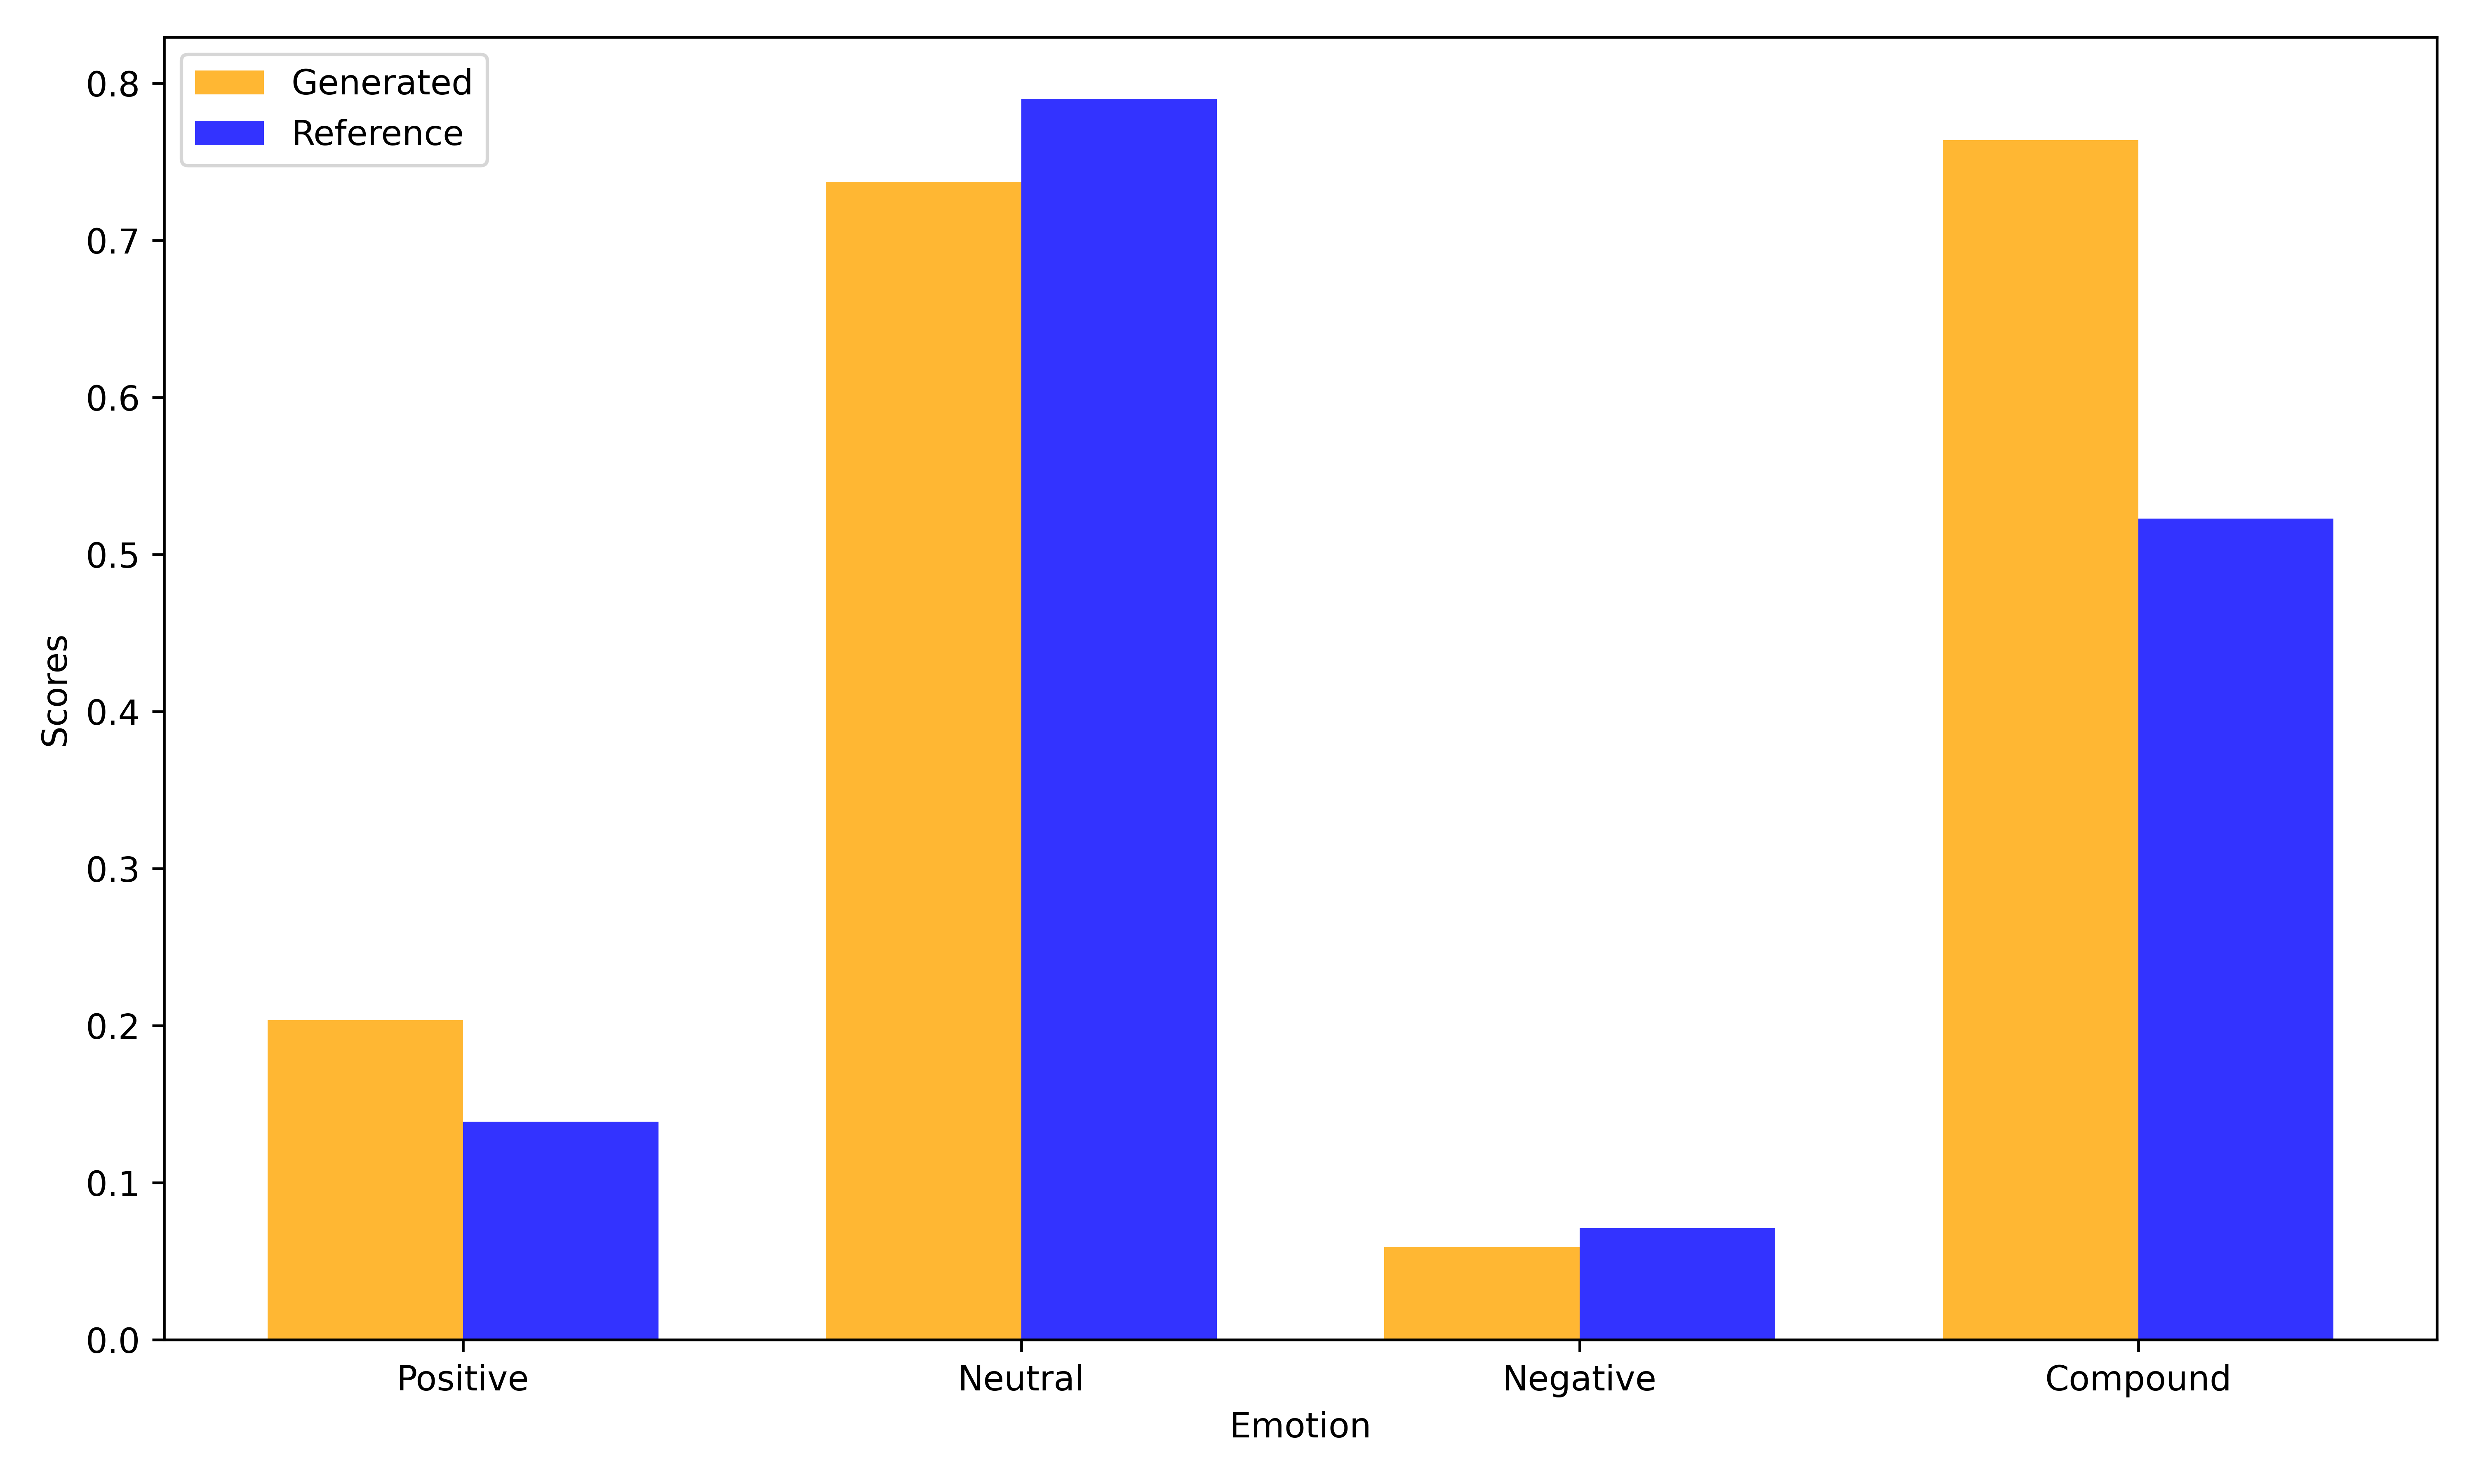 Generated
Reference
0.8
0.7
0.6
0.5
0.4
0.3
0.2
0.1
0.0
Scores
Positive Neutral Negative Compound
Emotion